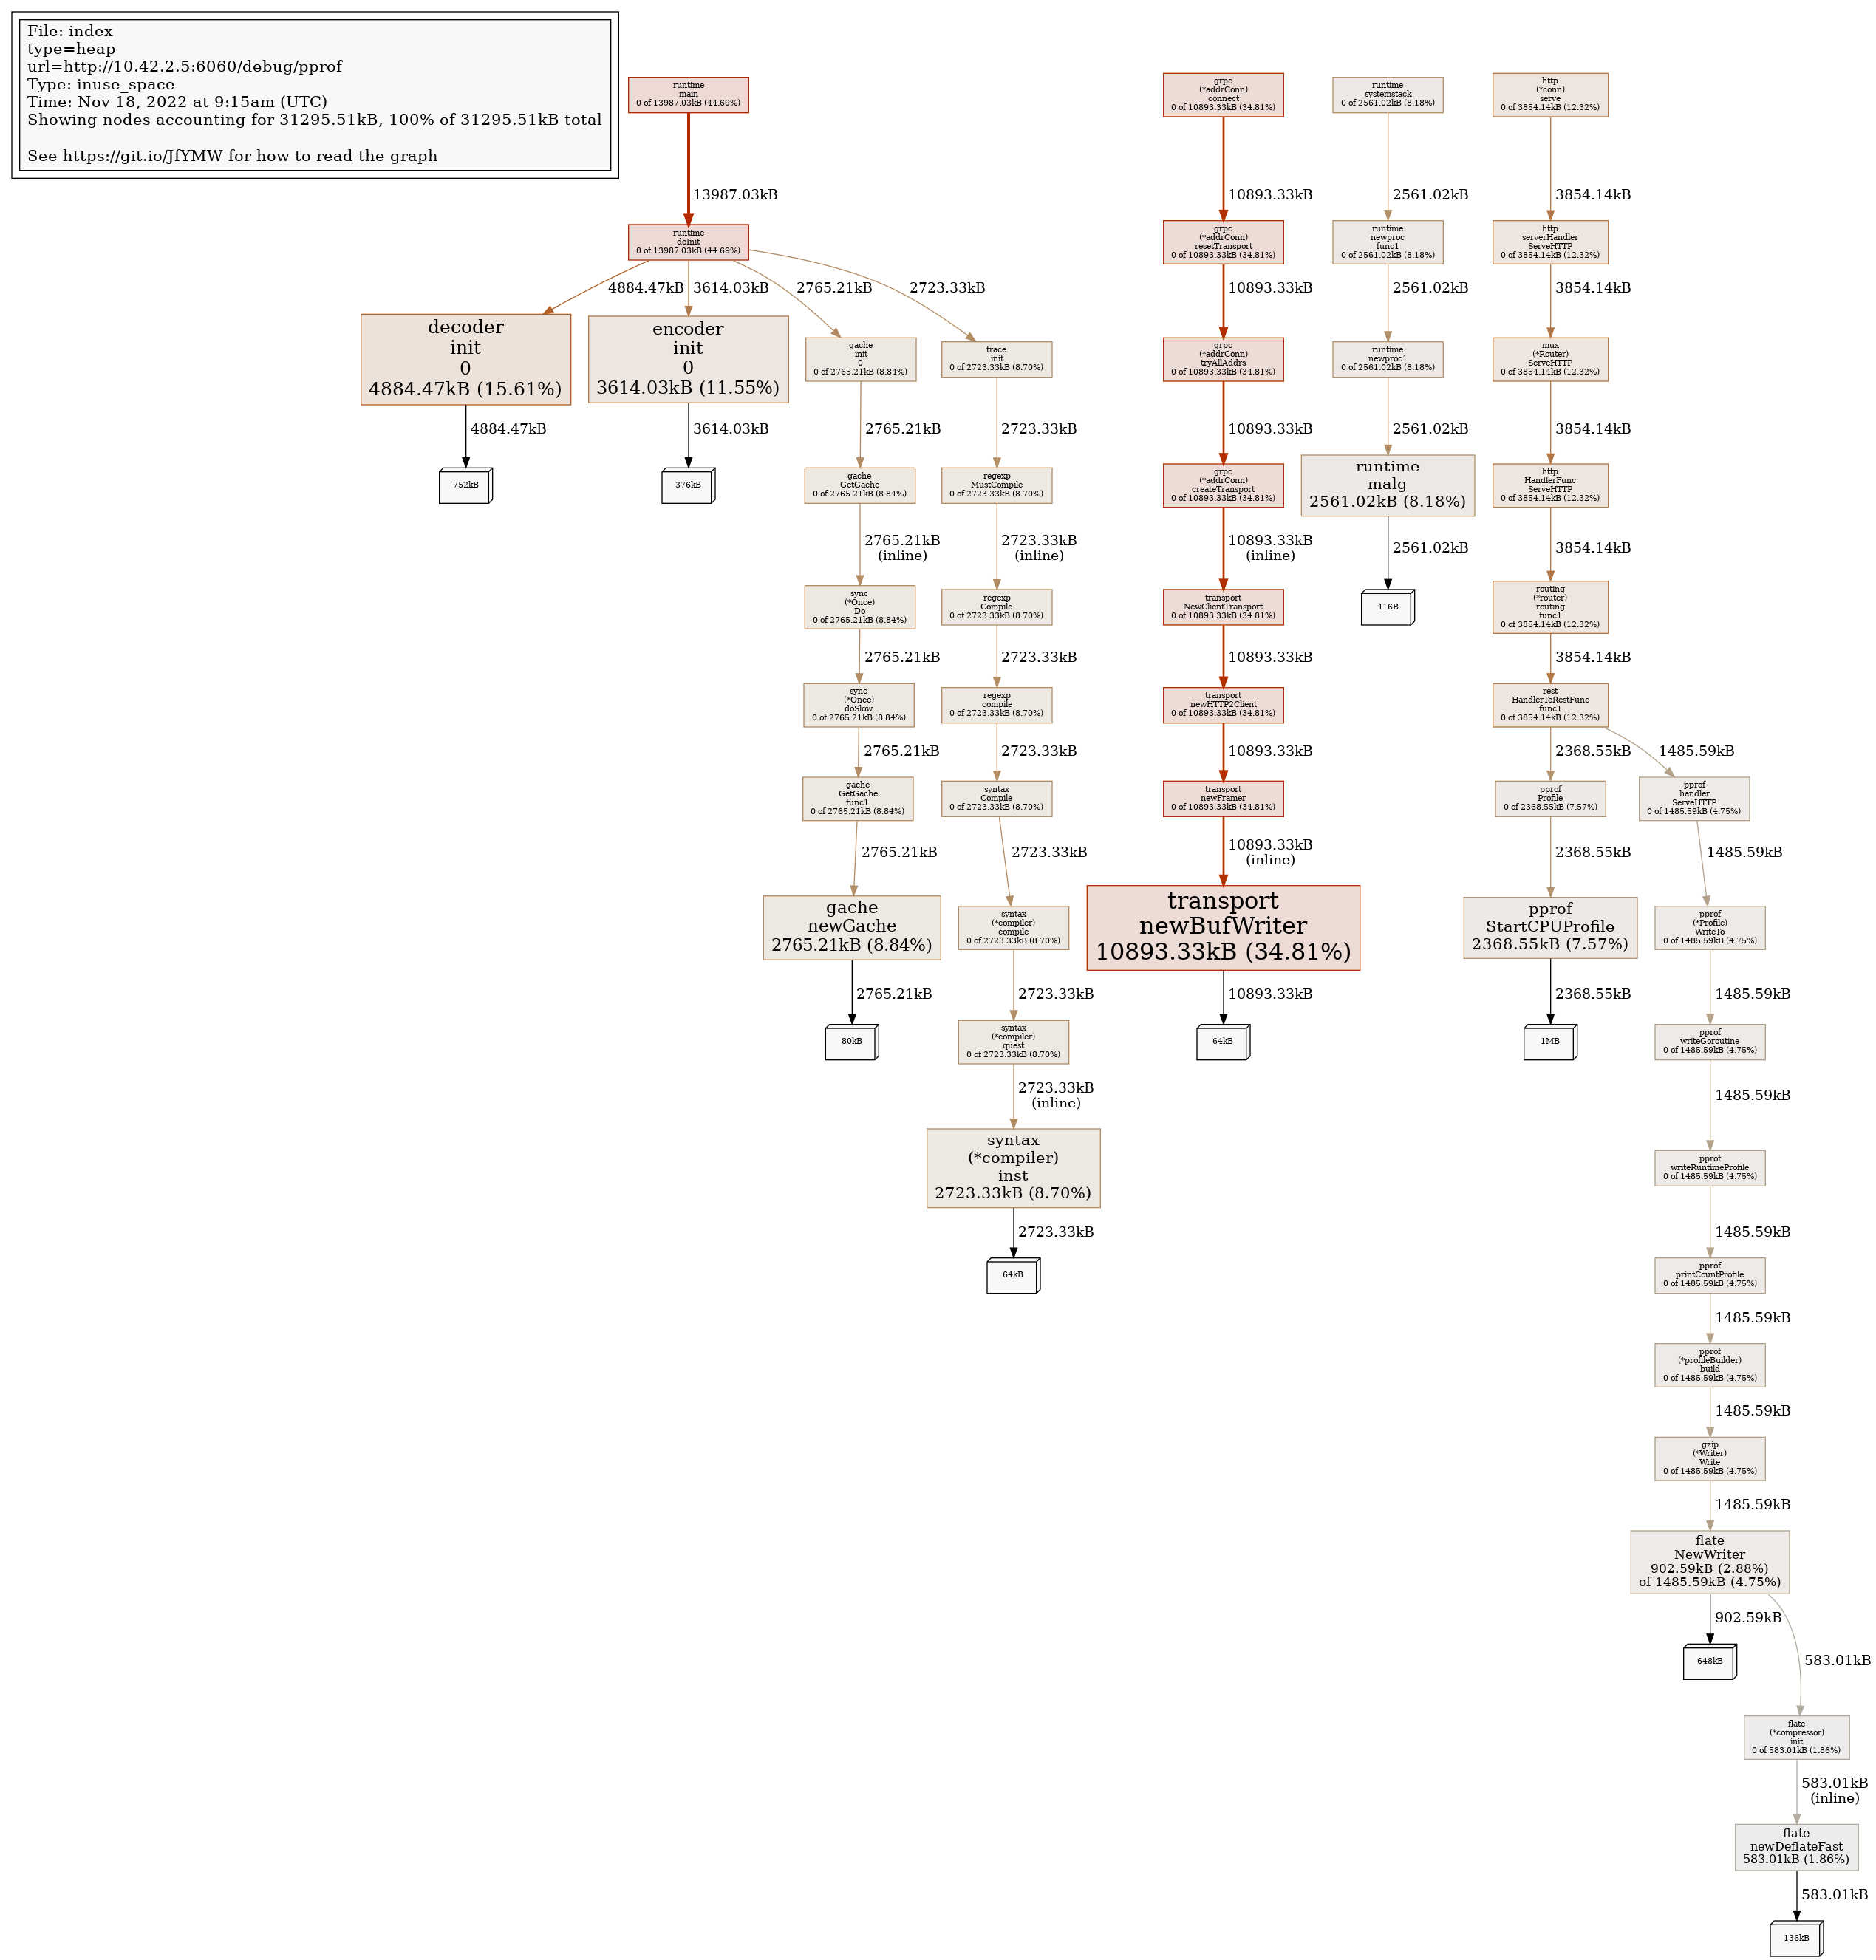 File: index
type=heap
url=http://10.42.2.5:6060/debug/pprof
Type: inuse_space
Time: Nov 18, 2022 at 9:15am (UTC)
Showing nodes accounting for 31295.51kB, 100% of 31295.51kB total
See https://git.io/JfYMW for how to read the graph
runtime
main
0 of 13987.03kB (44.69%)
13987.03kB
runtime
doInit
0 of 13987.03kB (44.69%)
4884.47kB
3614.03kB
2765.21kB
2723.33kB
decoder
init
0
4884.47kB (15.61%)
4884.47kB
752kB
encoder
init
0
3614.03kB (11.55%)
3614.03kB
376kB
gache
init
0
0 of 2765.21kB (8.84%)
2765.21kB
gache
GetGache
0 of 2765.21kB (8.84%)
2765.21kB
(inline)
sync
(*Once)
Do
0 of 2765.21kB (8.84%)
2765.21kB
sync
(*Once)
doSlow
0 of 2765.21kB (8.84%)
2765.21kB
gache
GetGache
func1
0 of 2765.21kB (8.84%)
2765.21kB
gache
newGache
2765.21kB (8.84%)
2765.21kB
80kB
trace
init
0 of 2723.33kB (8.70%)
2723.33kB
regexp
MustCompile
0 of 2723.33kB (8.70%)
2723.33kB
(inline)
regexp
Compile
0 of 2723.33kB (8.70%)
2723.33kB
regexp
compile
0 of 2723.33kB (8.70%)
2723.33kB
syntax
Compile
0 of 2723.33kB (8.70%)
2723.33kB
syntax
(*compiler)
compile
0 of 2723.33kB (8.70%)
2723.33kB
syntax
(*compiler)
quest
0 of 2723.33kB (8.70%)
2723.33kB
(inline)
syntax
(*compiler)
inst
2723.33kB (8.70%)
2723.33kB
64kB
grpc
(*addrConn)
connect
0 of 10893.33kB (34.81%)
10893.33kB
grpc
(*addrConn)
resetTransport
0 of 10893.33kB (34.81%)
10893.33kB
grpc
(*addrConn)
tryAllAddrs
0 of 10893.33kB (34.81%)
10893.33kB
grpc
(*addrConn)
createTransport
0 of 10893.33kB (34.81%)
10893.33kB
(inline)
transport
NewClientTransport
0 of 10893.33kB (34.81%)
10893.33kB
transport
newHTTP2Client
0 of 10893.33kB (34.81%)
10893.33kB
transport
newFramer
0 of 10893.33kB (34.81%)
10893.33kB
(inline)
transport
newBufWriter
10893.33kB (34.81%)
10893.33kB
64kB
runtime
systemstack
0 of 2561.02kB (8.18%)
2561.02kB
runtime
newproc
func1
0 of 2561.02kB (8.18%)
2561.02kB
runtime
newproc1
0 of 2561.02kB (8.18%)
2561.02kB
runtime
malg
2561.02kB (8.18%)
2561.02kB
416B
http
(*conn)
serve
0 of 3854.14kB (12.32%)
3854.14kB
http
serverHandler
ServeHTTP
0 of 3854.14kB (12.32%)
3854.14kB
mux
(*Router)
ServeHTTP
0 of 3854.14kB (12.32%)
3854.14kB
http
HandlerFunc
ServeHTTP
0 of 3854.14kB (12.32%)
3854.14kB
routing
(*router)
routing
func1
0 of 3854.14kB (12.32%)
3854.14kB
rest
HandlerToRestFunc
func1
0 of 3854.14kB (12.32%)
2368.55kB
1485.59kB
pprof
Profile
0 of 2368.55kB (7.57%)
2368.55kB
pprof
StartCPUProfile
2368.55kB (7.57%)
2368.55kB
1MB
pprof
handler
ServeHTTP
0 of 1485.59kB (4.75%)
1485.59kB
pprof
(*Profile)
WriteTo
0 of 1485.59kB (4.75%)
1485.59kB
pprof
writeGoroutine
0 of 1485.59kB (4.75%)
1485.59kB
pprof
writeRuntimeProfile
0 of 1485.59kB (4.75%)
1485.59kB
pprof
printCountProfile
0 of 1485.59kB (4.75%)
1485.59kB
pprof
(*profileBuilder)
build
0 of 1485.59kB (4.75%)
1485.59kB
gzip
(*Writer)
Write
0 of 1485.59kB (4.75%)
1485.59kB
flate
NewWriter
902.59kB (2.88%)
of 1485.59kB (4.75%)
902.59kB
648kB
583.01kB
flate
(*compressor)
init
0 of 583.01kB (1.86%)
583.01kB
(inline)
flate
newDeflateFast
583.01kB (1.86%)
583.01kB
136kB